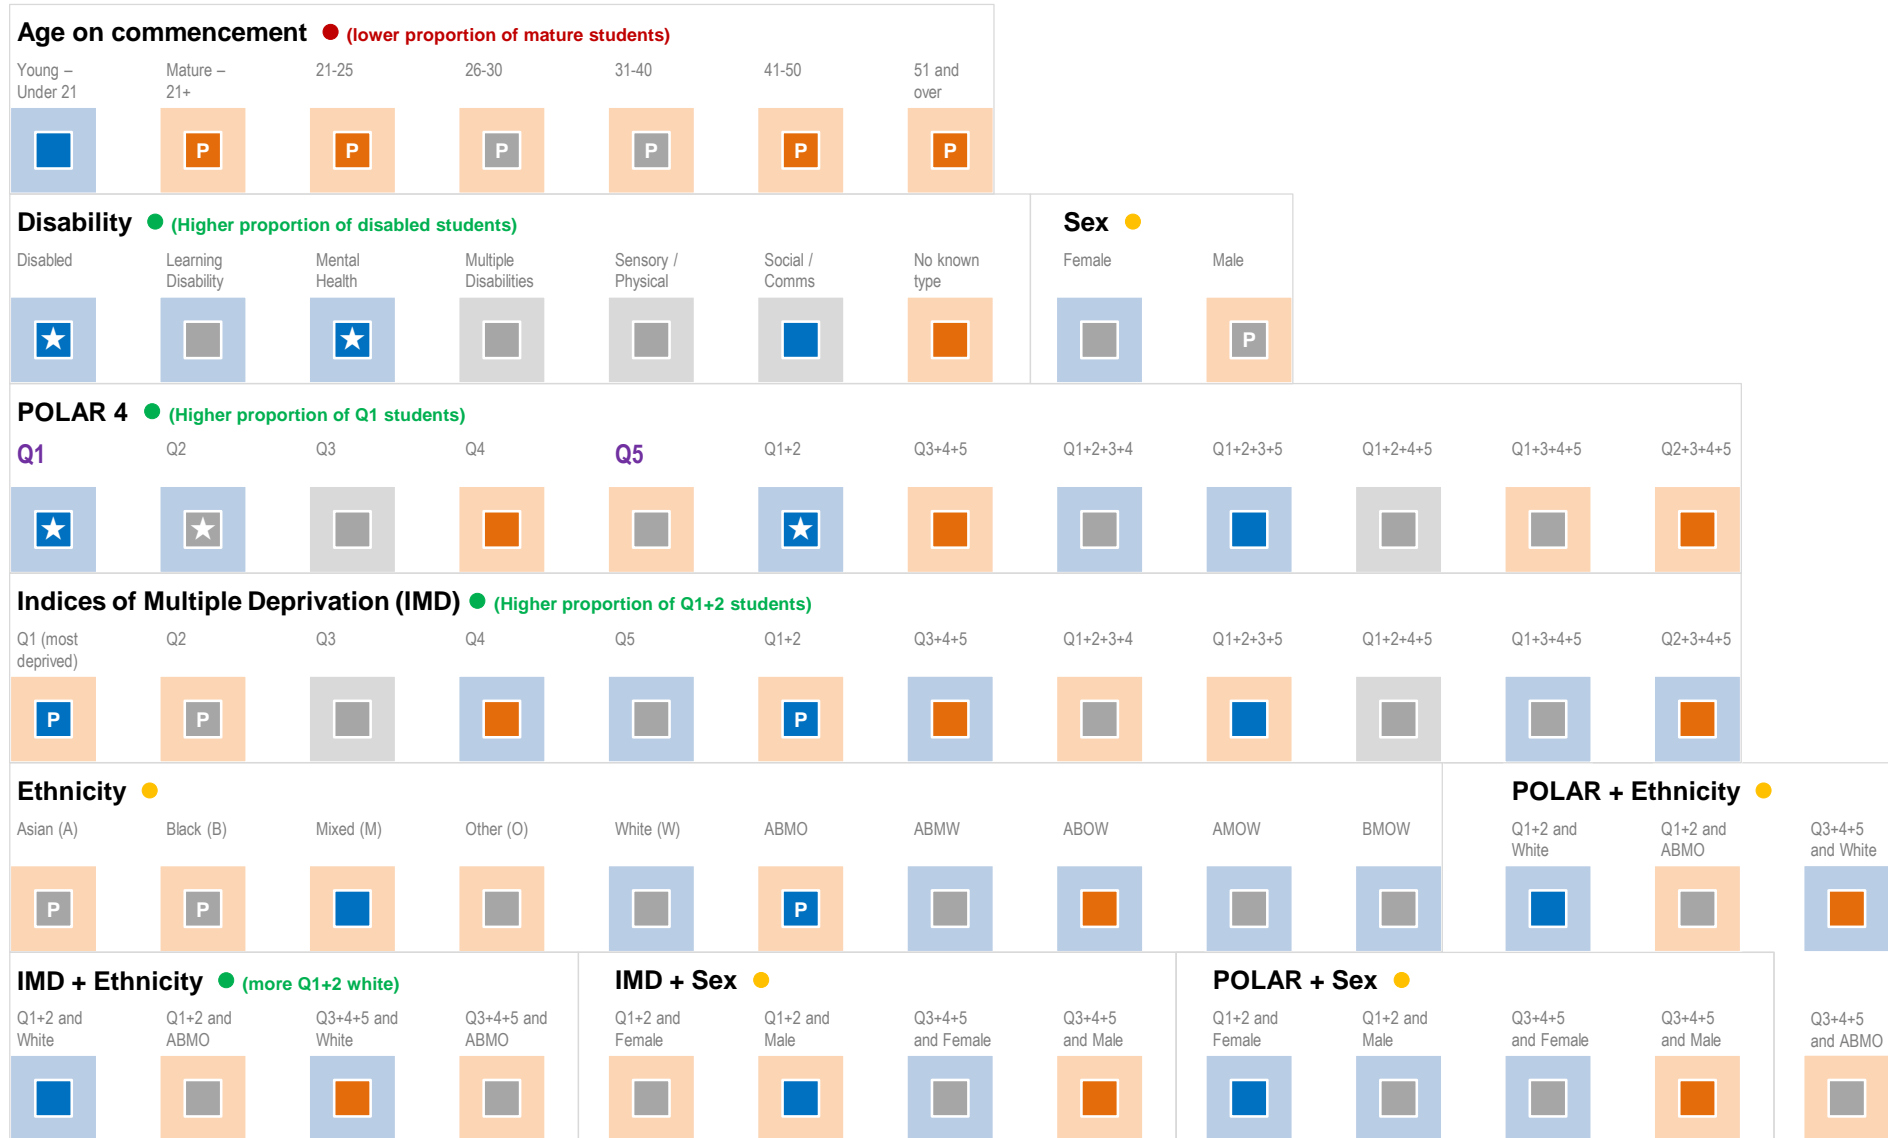 Age on commencement (lower proportion of mature students)
Young – Mature – 21-25 26-30 31-40 41-50 51 and
Under 21 21+ over
P P P P P P
Disability (Higher proportion of disabled students) Sex
Disabled Learning Mental Multiple Sensory / Social / No known Female Male
Disability Health Disabilities Physical Comms type
P
POLAR 4 (Higher proportion of Q1 students)
Q1 Q2 Q3 Q4 Q5 Q1+2 Q3+4+5 Q1+2+3+4 Q1+2+3+5 Q1+2+4+5 Q1+3+4+5 Q2+3+4+5
Indices of Multiple Deprivation (IMD) (Higher proportion of Q1+2 students)
Q1 (most Q2 Q3 Q4 Q5 Q1+2 Q3+4+5 Q1+2+3+4 Q1+2+3+5 Q1+2+4+5 Q1+3+4+5 Q2+3+4+5
deprived)
P P P
Ethnicity POLAR + Ethnicity
Asian (A) Black (B) Mixed (M) Other (O) White (W) ABMO ABMW ABOW AMOW BMOW Q1+2 and Q1+2 and Q3+4+5
White ABMO and White
P P P
IMD + Ethnicity (more Q1+2 white) IMD + Sex POLAR + Sex
Q1+2 and Q1+2 and Q3+4+5 and Q3+4+5 and Q1+2 and Q1+2 and Q3+4+5 Q3+4+5 Q1+2 and Q1+2 and Q3+4+5 Q3+4+5 Q3+4+5
White ABMO White ABMO Female Male and Female and Male Female Male and Female and Male and ABMO